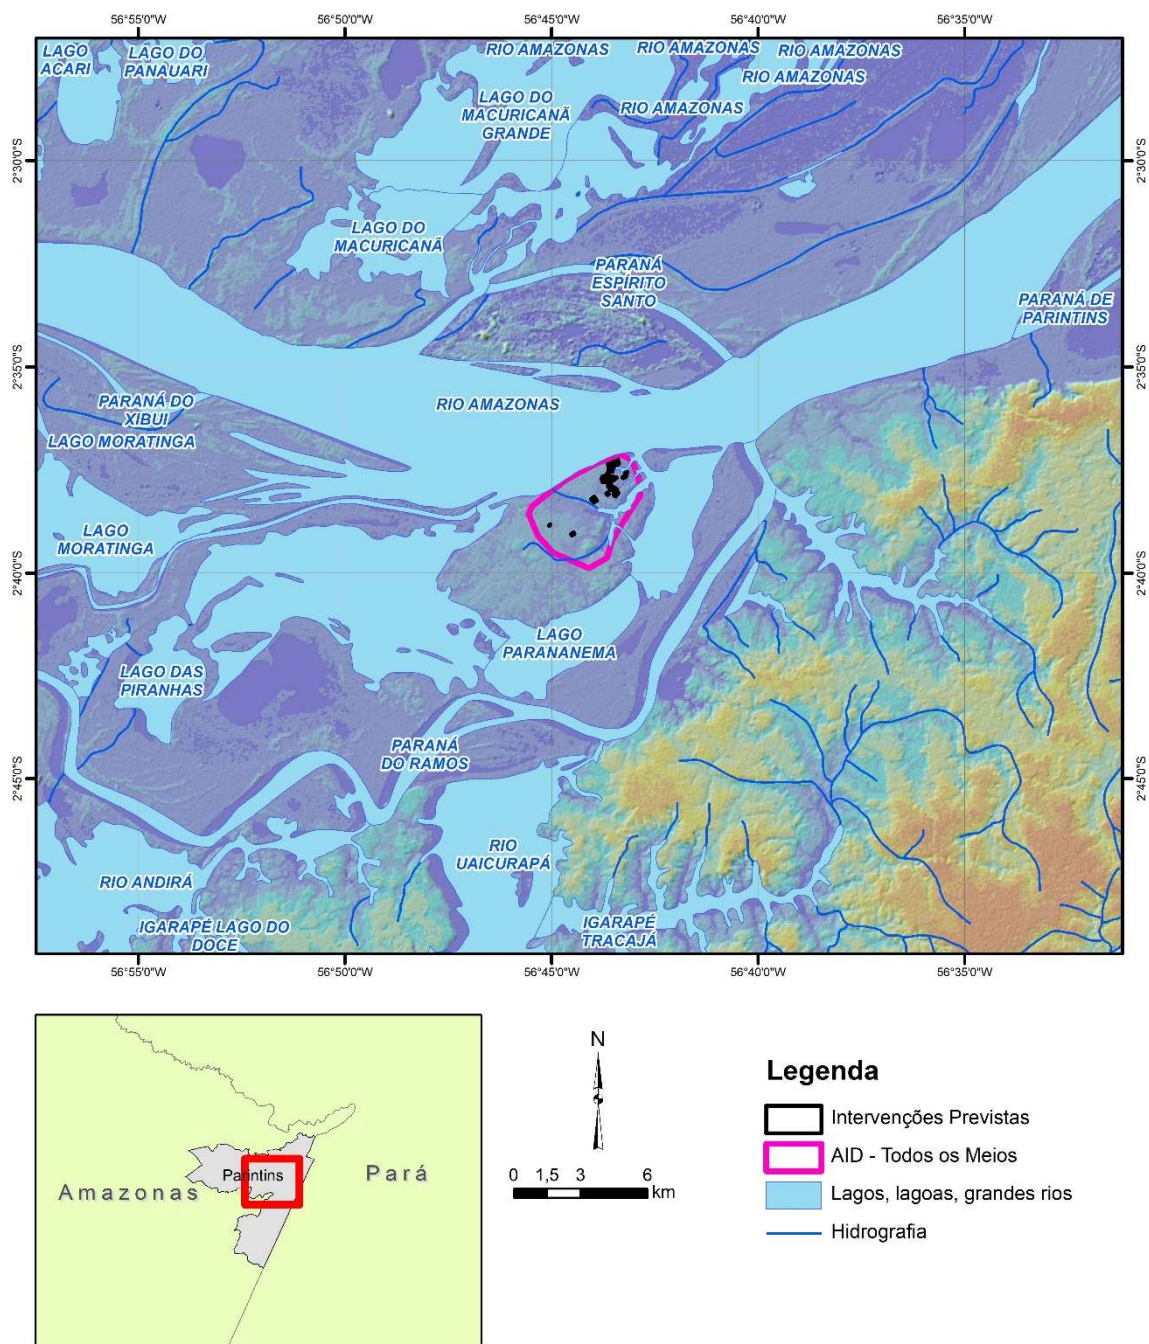 56°55'0"W 56°50'0"W 56°45'0"W 56°40'0"W 56°35'0"W
LAGO
ACARI
LAGO DO
PANAUARI
RIO AMAZONAS
RIO AMAZONAS
RIO AMAZONAS
RIO AMAZONAS
RIO AMAZONAS
LAGO DO
MACURICANÃ
GRANDE
2°30'0"S
2°30'0"S
LAGO DO
MACURICANÃ
PARANÁ
ESPÍRITO
SANTO
PARANÁ DE
PARINTINS
2°35'0"S
2°35'0"S
PARANÁ DO
XIBUI
RIO AMAZONAS
LAGO MORATINGA
LAGO
MORATINGA
2°40'0"S
2°40'0"S
LAGO
PARANANEMA
LAGO DAS
PIRANHAS
PARANÁ
DO RAMOS
2°45'0"S
2°45'0"S
RIO
UAICURAPÁ
RIO ANDIRÁ
IGARAPÉ LAGO DO
DOCE
IGARAPÉ
TRACAJÁ
56°55'0"W 56°50'0"W 56°45'0"W 56°40'0"W 56°35'0"W
Parintins
Amazonas
Pará
N
0 1,5 3 6
km
Legenda
Intervenções Previstas
AID - Todos os Meios
Lagos, lagoas, grandes rios
Hidrografia